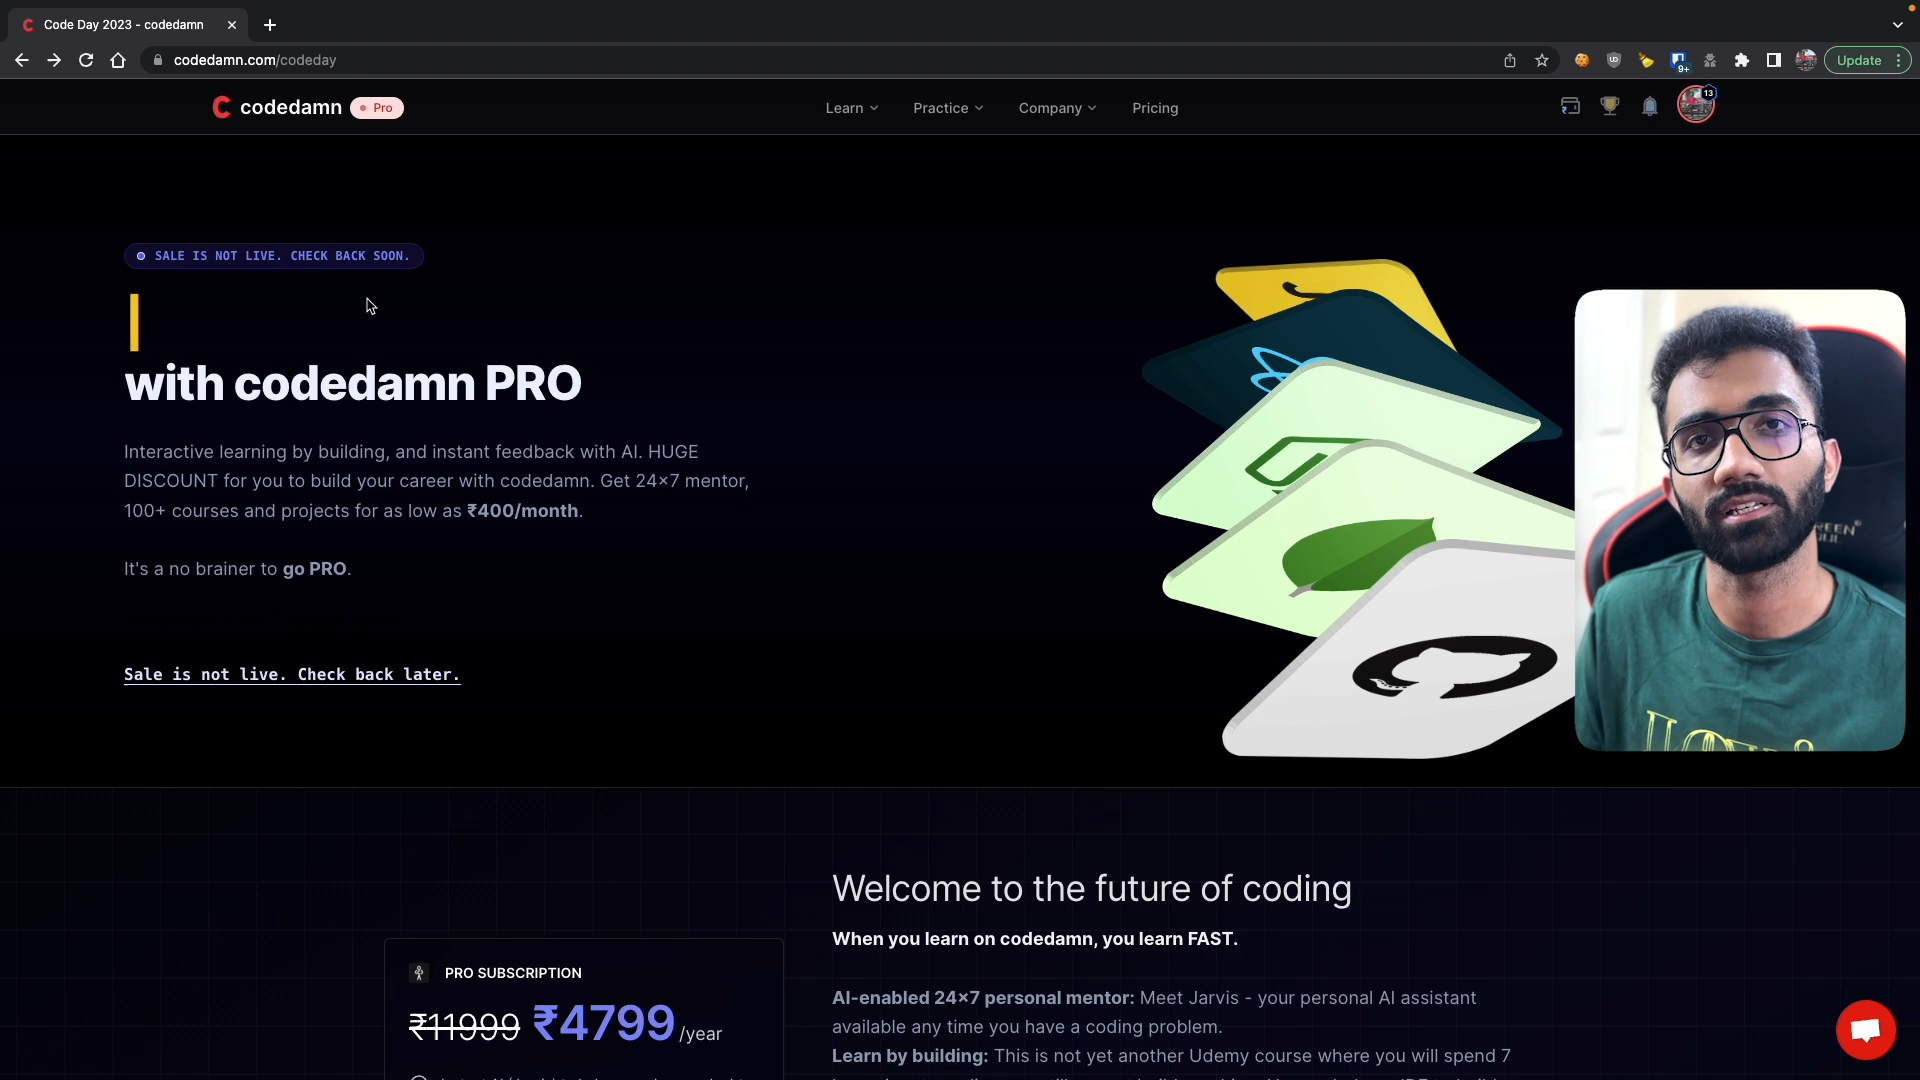 Code Day 2023 - codedamn
codedamn.com/codeday
9+
Update
codedamn
Pro
Learn
Practice
Company
Pricing
13
SALE IS NOT LIVE. CHECK BACK SOON.
with codedamn PRO
Interactive learning by building, and instant feedback with AI. HUGE
DISCOUNT for you to build your career with codedamn. Get 24×7 mentor,
100+ courses and projects for as low as ₹400/month.
It's a no brainer to go PRO.
Sale is not live. Check back later.
Welcome to the future of coding
When you learn on codedamn, you learn FAST.
PRO SUBSCRIPTION
₹11999 ₹4799 /year
AI-enabled 24×7 personal mentor: Meet Jarvis - your personal AI assistant
available any time you have a coding problem.
Learn by building: This is not yet another Udemy course where you will spend 7